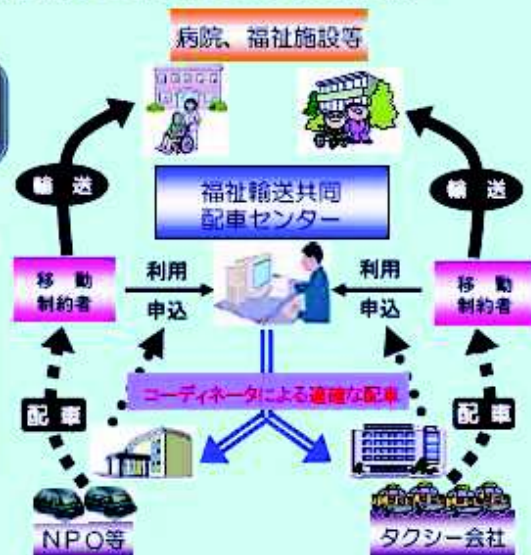 病院、福祉施設等
輸送
輸送
福祉輸送共同
配車センター
移動
制約者
利用
申込
利用
申込
移動
制約者
コーディネータによる適確な配車
配車
配車
NPO等
タクシー会社